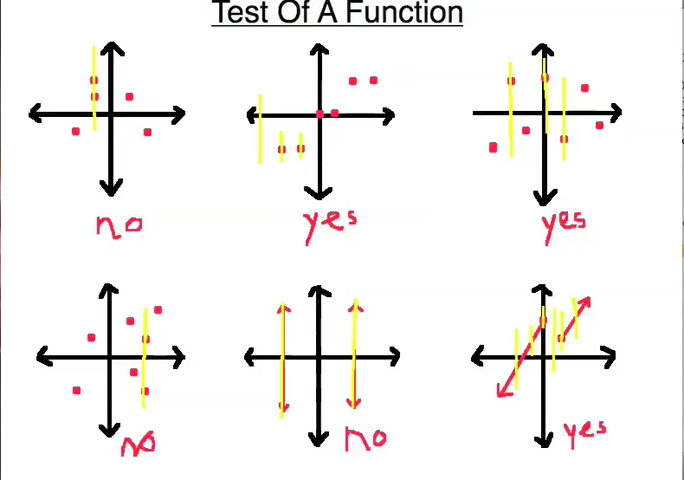 Test Of A Function
no
yes
yes
no
no
yes